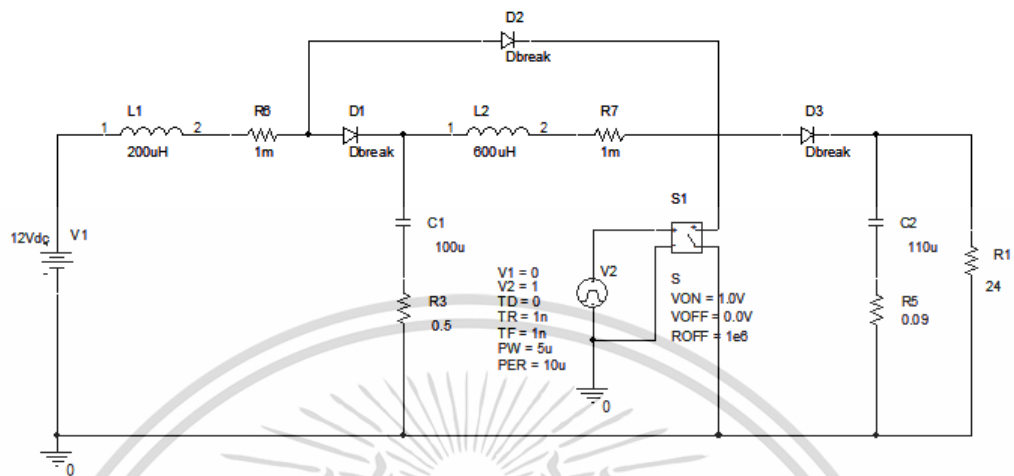 D2
Dbreak
L1
1
2
200uH
R6
1m
D1
Dbreak
L2
1
2
600uH
R7
1m
D3
Dbreak
12Vdc
V1
-
C1
100u
R3
0.5
V1 = 0
V2 = 1
TD = 0
TR = 1n
TF = 1n
PW = 5u
PER = 10u
V2
0
S1
+
+
-
-
S
VON = 1.0V
VOFF = 0.0V
ROFF = 1e6
C2
110u
R5
0.09
R1
24
0